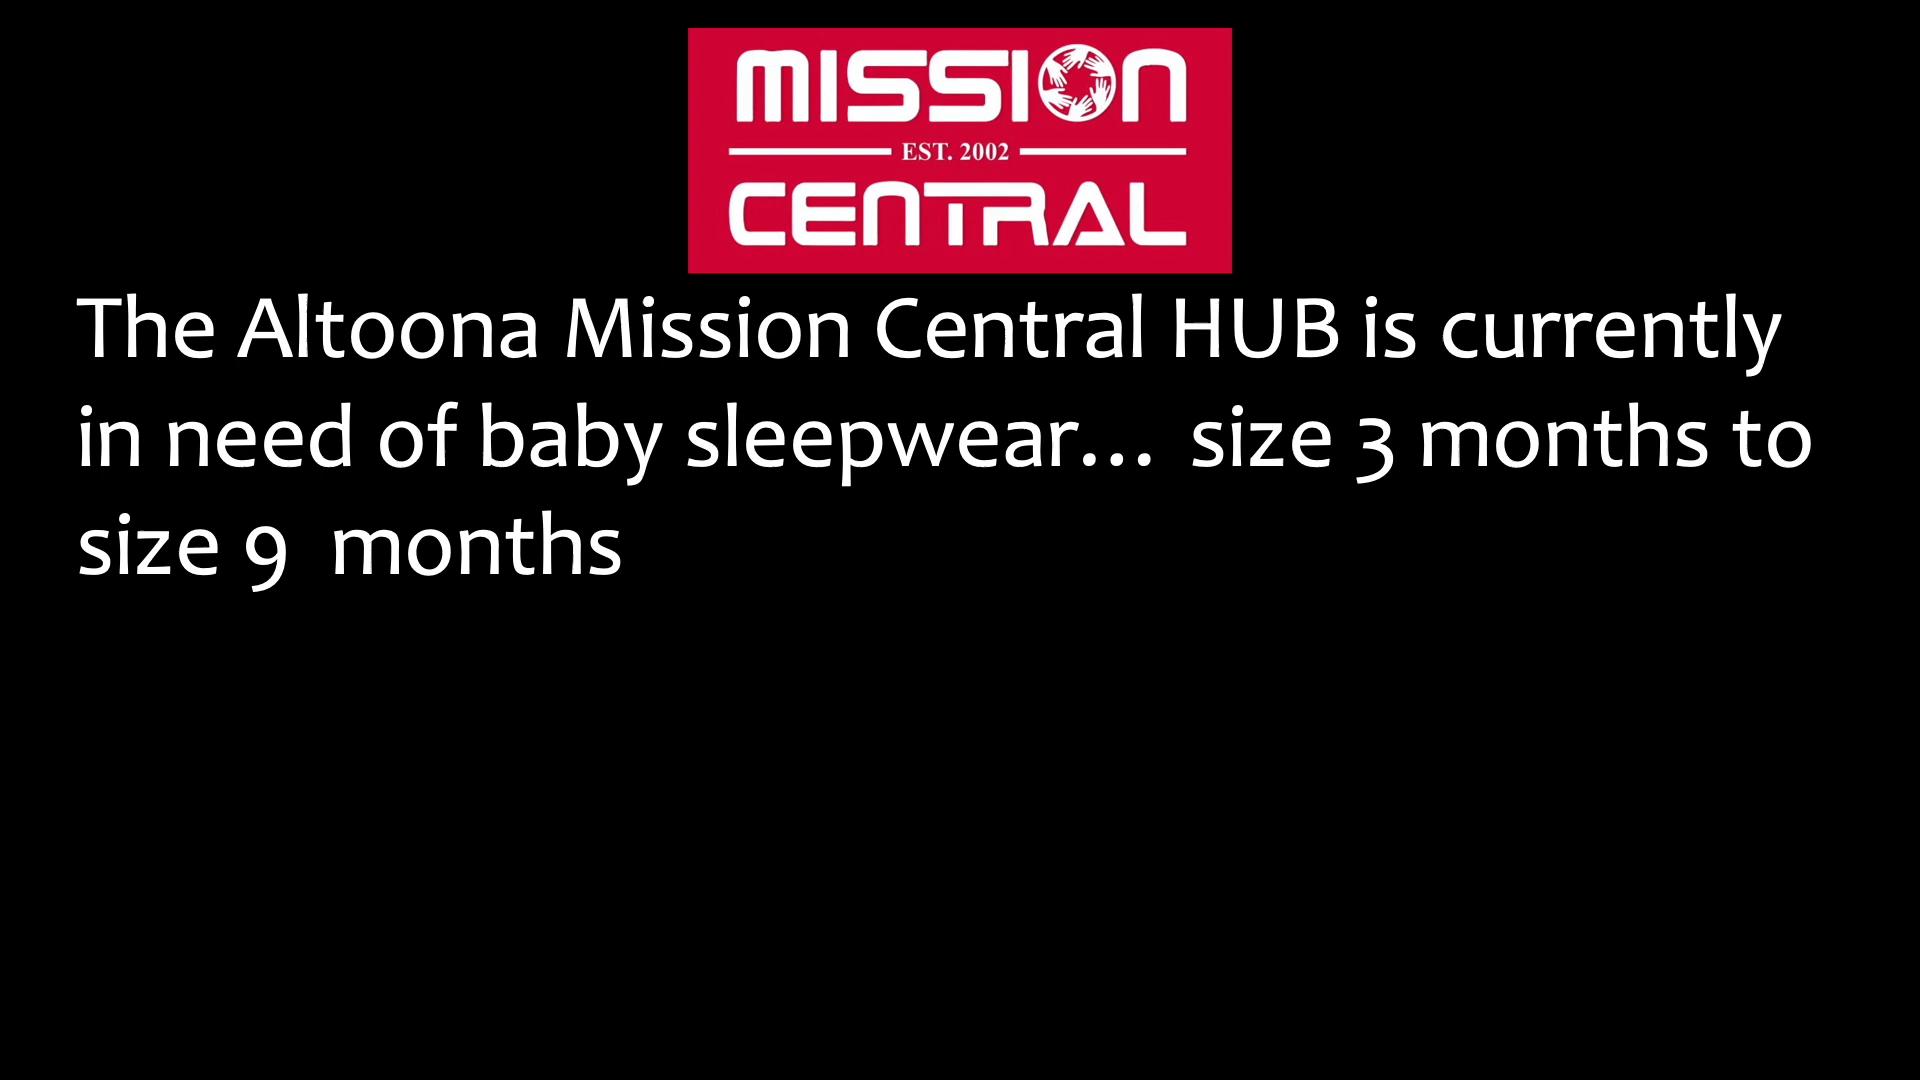 MISSION
EST. 2002
CENTRAL
The Altoona Mission Central HUB is currently
in need of baby sleepwear... size 3 months to
size 9  months